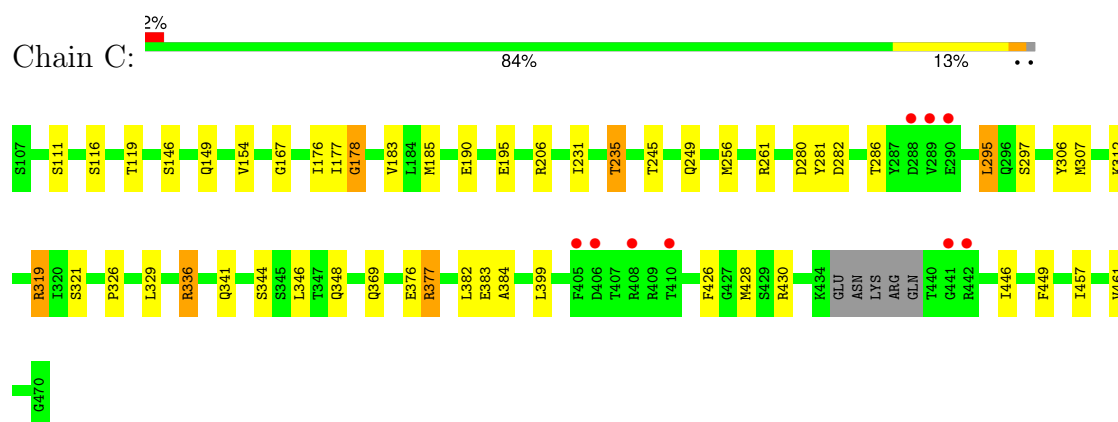 2%
Chain C:
84% 13% • •
S107 S111 S116 T119 S146 Q149 V154 G167 I176 I177 G178 V183 L184 M185 E190 E195 R206 I231 T235 T245 Q249 M256 R261 D280 Y281 D282 T286 Y287 D288 V289 E290 L295 Q296 S297 Y306 M307
R319 I320 S321 P326 L329 R336 Q341 S344 S345 L346 T347 Q348 Q369 E376 R377 L382 E383 A384 L399 F405 D406 T407 R408 R409 T410 F426 G427 M428 S429 R430 K434 GLU ASN LYS ARG GLN T440 G441 R442 I446 F449 I457
G470